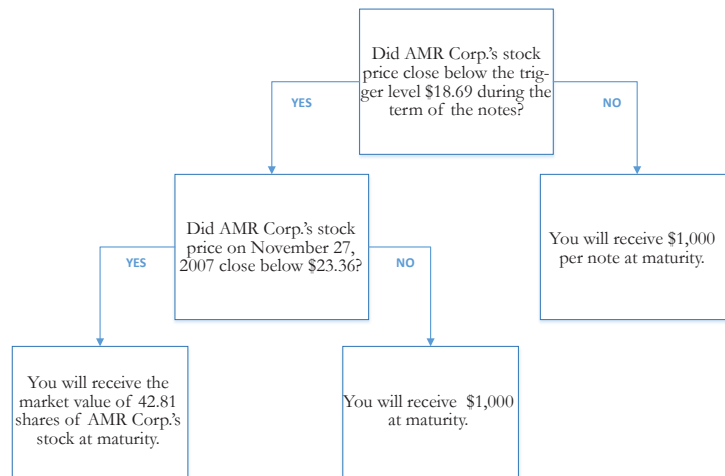 Did AMR Corp.'s stock
price close below the trig-
ger level $18.69 during the
term of the notes?
YES
NO
Did AMR Corp.'s stock
price on November 27,
2007 close below $23.36?
You will receive $1,000
per note at maturity.
YES
NO
You will receive the
market value of 42.81
shares of AMR Corp.'s
stock at maturity.
You will receive $1,000
at maturity.